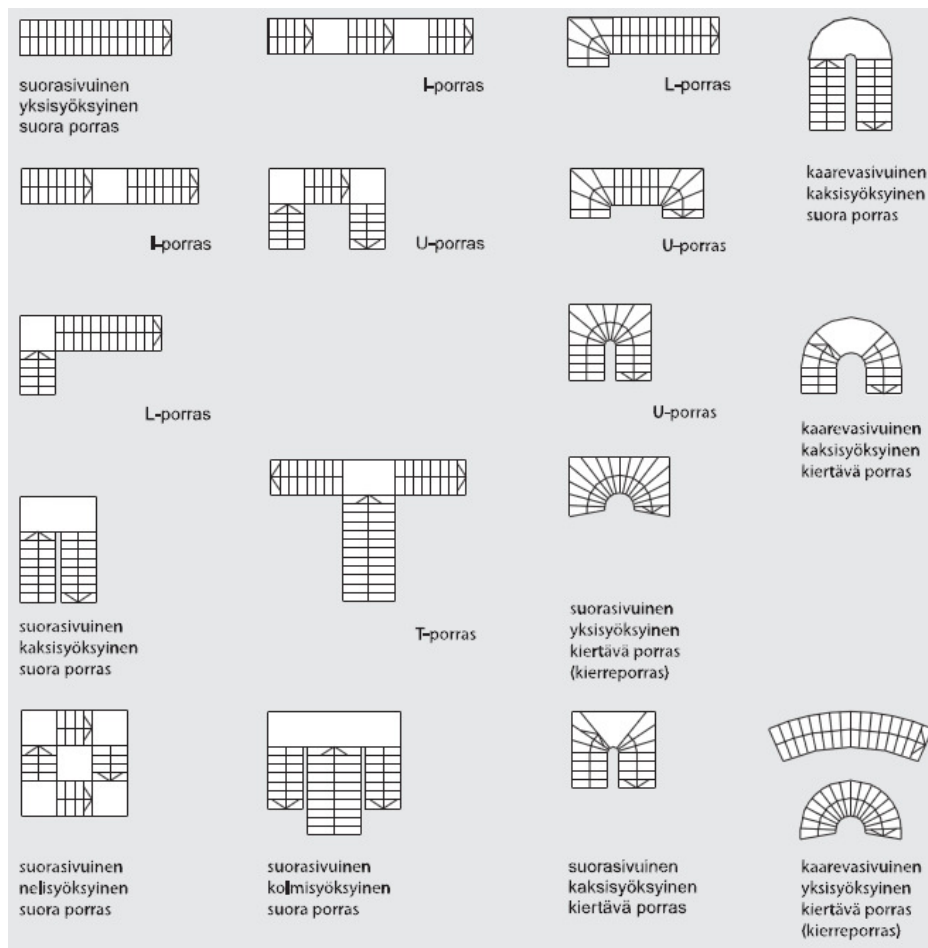 suorasivuinen
yksisyöksyinen
suora porras
I-porras
L-porras
kaarevasivuinen
kaksisyöksyinen
suora porras
I-porras
U-porras
U-porras
L-porras
U-porras
kaarevasivuinen
kaksisyöksyinen
kiertävä porras
suorasivuinen
kaksisyöksyinen
suora porras
T-porras
suorasivuinen
yksisyöksyinen
kiertävä porras
(kierreporras)
suorasivuinen
nelisyöksyinen
suora porras
suorasivuinen
kolmisyöksyinen
suora porras
suorasivuinen
kaksisyöksyinen
kiertävä porras
kaarevasivuinen
yksisyöksyinen
kiertävä porras
(kierreporras)